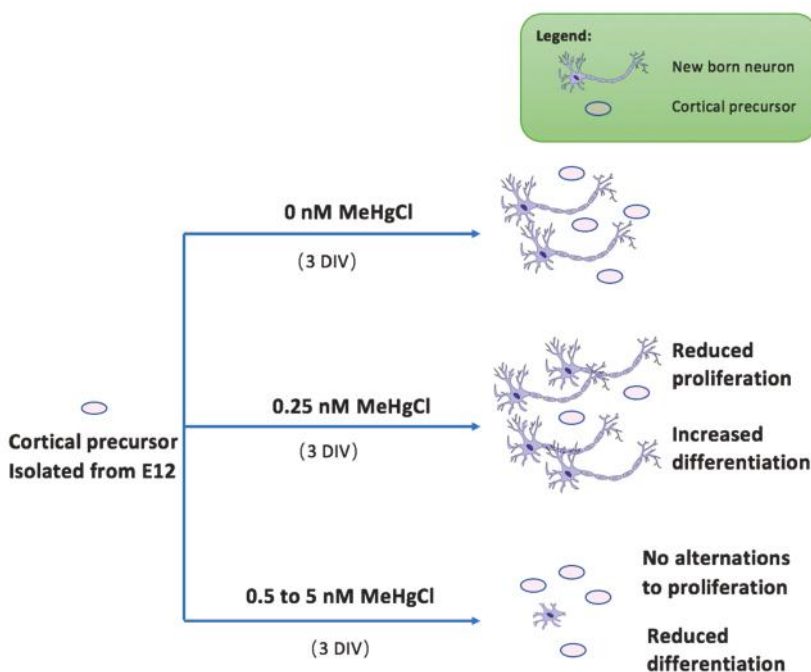 Legend:
New born neuron
Cortical precursor
0 nM MeHgCl
(3 DIV)
Reduced
proliferation
0.25 nM MeHgCl
Cortical precursor
Isolated from E12
(3 DIV)
Increased
differentiation
No alternations
to proliferation
0.5 to 5 nM MeHgCl
(3 DIV)
Reduced
differentiation